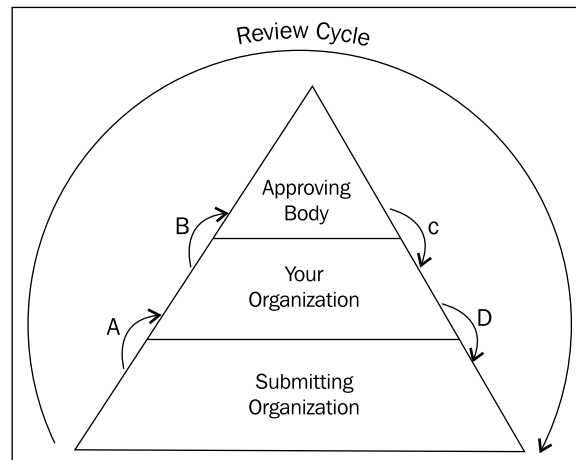 Review Cycle
Approving
Body
B
c
Your
Organization
A
D
Submitting
Organization